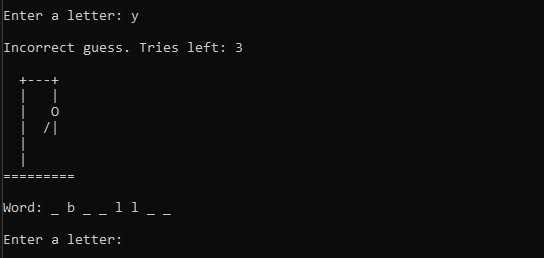 Enter a letter: y
Incorrect guess. Tries left: 3
  +---+
  |   |
  |   O
  |  /|
  |
  |
=========
Word: _ b _ _ l l _ _
Enter a letter: